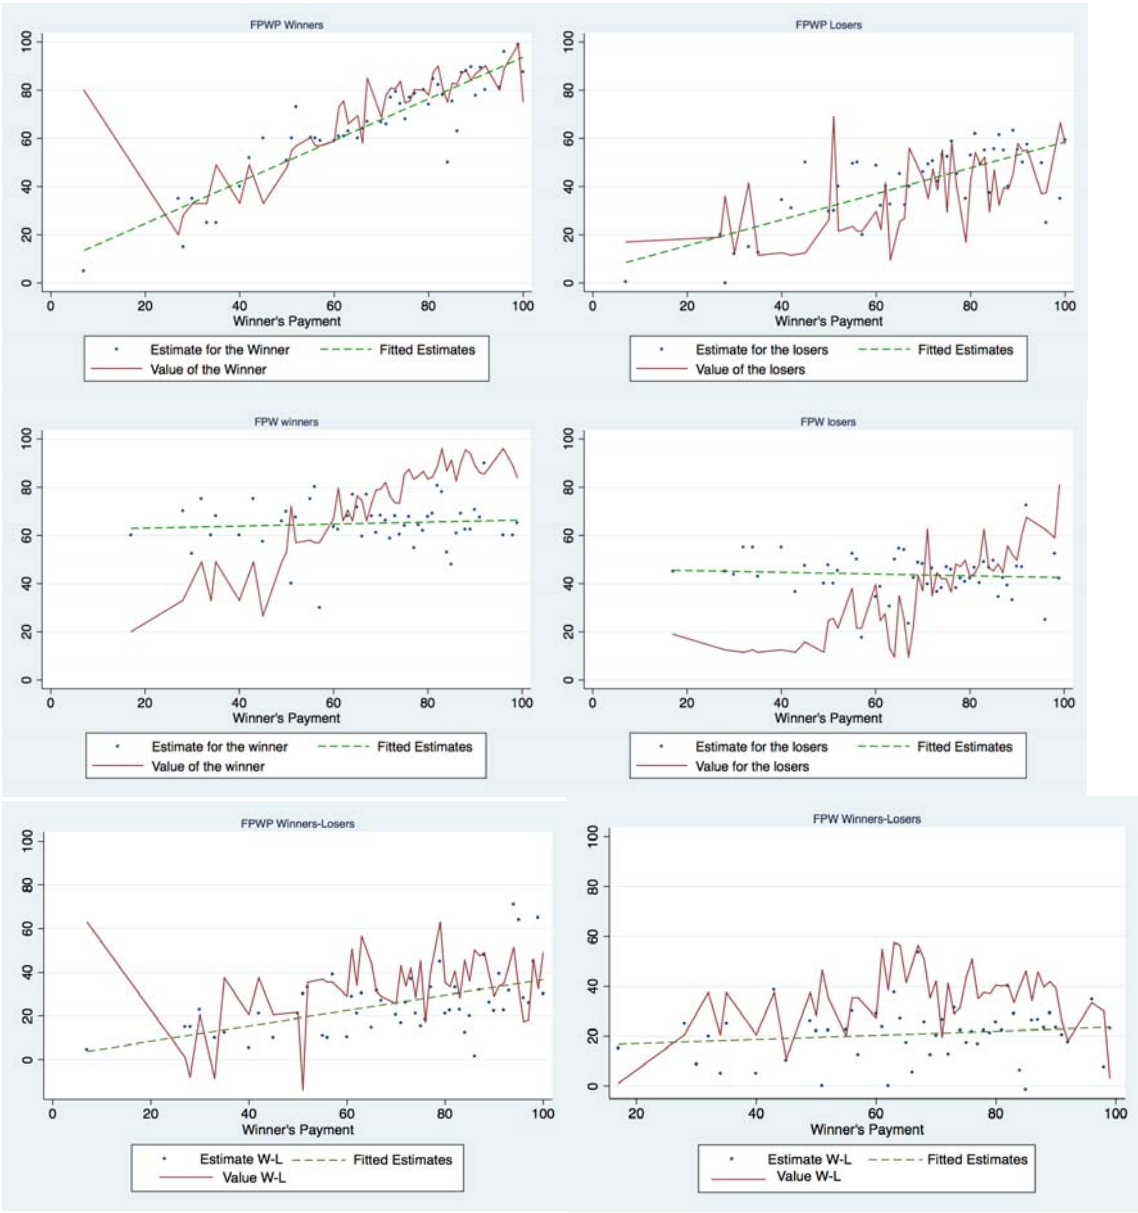 FPWP Winners
100
80
60
40
20
0
0 20 40 60 80 100
Winner's Payment
Estimate for the Winner Fitted Estimates
Value of the Winner
FPWP Losers
100
80
60
40
20
0
0 20 40 60 80 100
Winner's Payment
Estimate for the losers Fitted Estimates
Value of the losers
FPW winners
100
80
60
40
20
0
0 20 40 60 80 100
Winner's Payment
Estimate for the winner Fitted Estimates
Value of the winner
FPW losers
100
80
60
40
20
0
0 20 40 60 80 100
Winner's Payment
Estimate for the losers Fitted Estimates
Value for the losers
FPWP Winners-Losers
100
80
60
40
20
0
0 20 40 60 80 100
Winner's Payment
Estimate W-L Fitted Estimates
Value W-L
FPW Winners-Losers
100
80
60
40
20
0
20 40 60 80 100
Winner's Payment
Estimate W-L Fitted Estimates
Value W-L